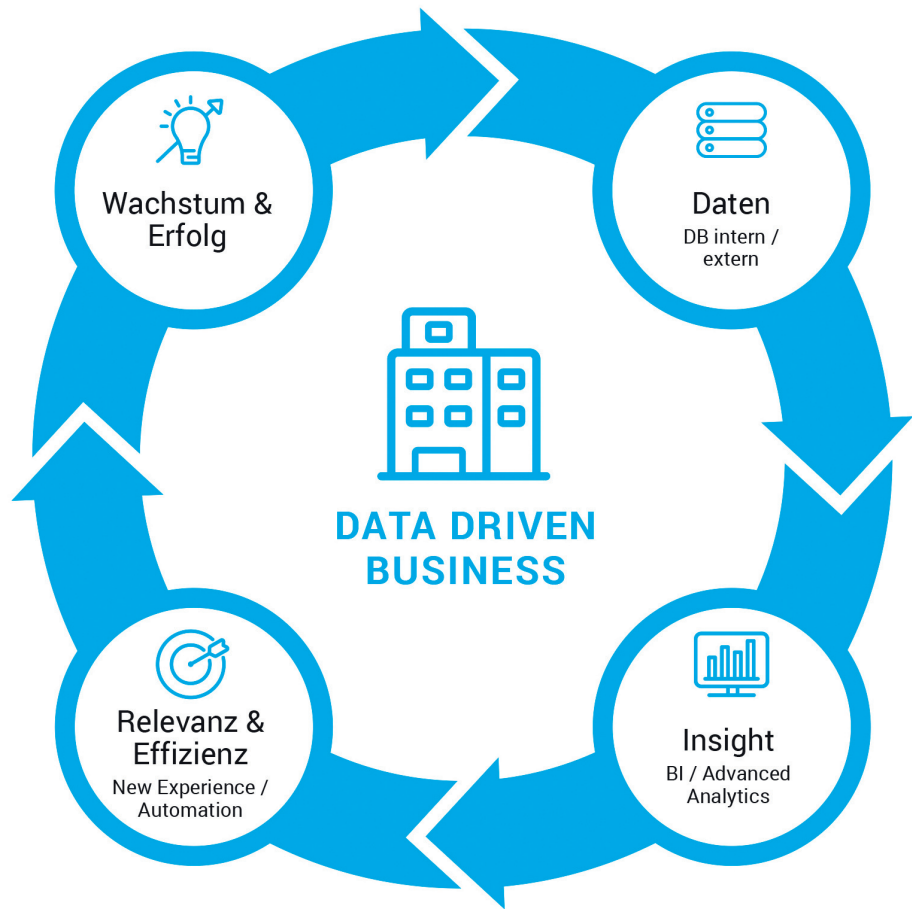 Wachstum &
Erfolg
Daten
DB intern /
extern
DATA DRIVEN
BUSINESS
Relevanz &
Effizienz
New Experience /
Automation
Insight
BI / Advanced
Analytics